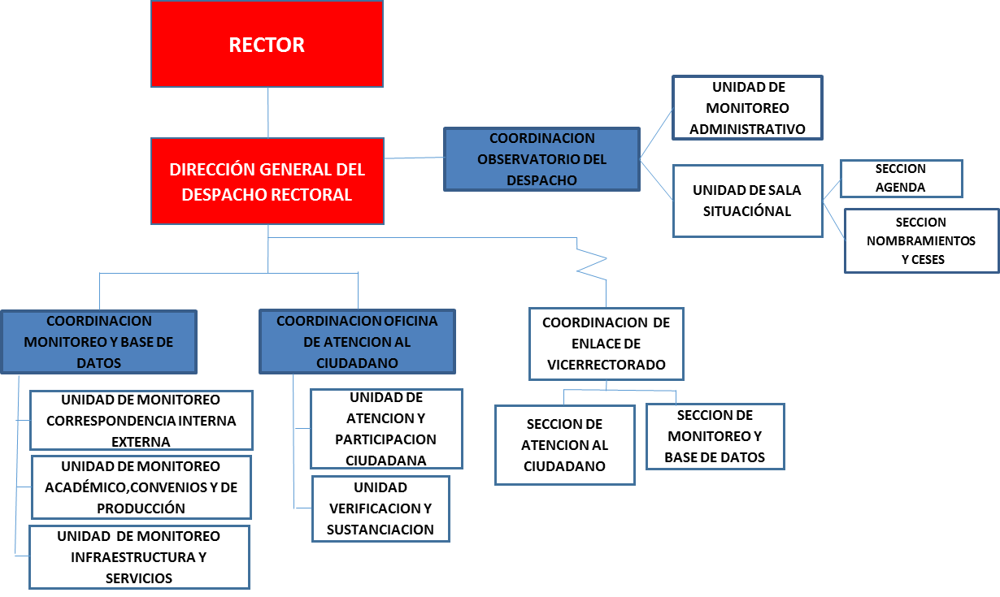 RECTOR
DIRECCIÓN GENERAL DEL
DESPACHO RECTORAL
COORDINACION
OBSERVATORIO DEL
DESPACHO
UNIDAD DE
MONITOREO
ADMINISTRATIVO
UNIDAD DE SALA
SITUACIÓNAL
SECCION
AGENDA
SECCION
NOMBRAMIENTOS
Y CESES
COORDINACION
MONITOREO Y BASE DE
DATOS
UNIDAD DE MONITOREO
CORRESPONDENCIA INTERNA
EXTERNA
UNIDAD DE MONITOREO
ACADÉMICO,CONVENIOS Y DE
PRODUCCIÓN
UNIDAD DE MONITOREO
INFRAESTRUCTURA Y
SERVICIOS
COORDINACION OFICINA
DE ATENCION AL
CIUDADANO
UNIDAD DE
ATENCION Y
PARTICIPACION
CIUDADANA
UNIDAD
VERIFICACION Y
SUSTANCIACION
COORDINACION DE
ENLACE DE
VICERRECTORADO
SECCION DE
ATENCION AL
CIUDADANO
SECCION DE
MONITOREO Y
BASE DE DATOS